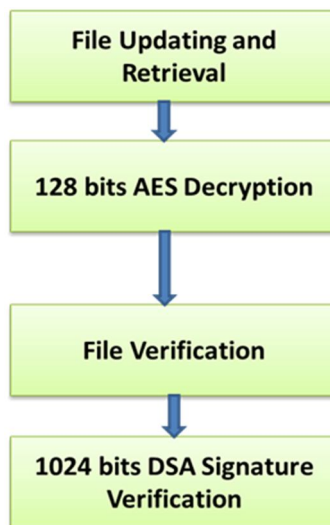 File Updating and
Retrieval
128 bits AES Decryption
File Verification
1024 bits DSA Signature
Verification